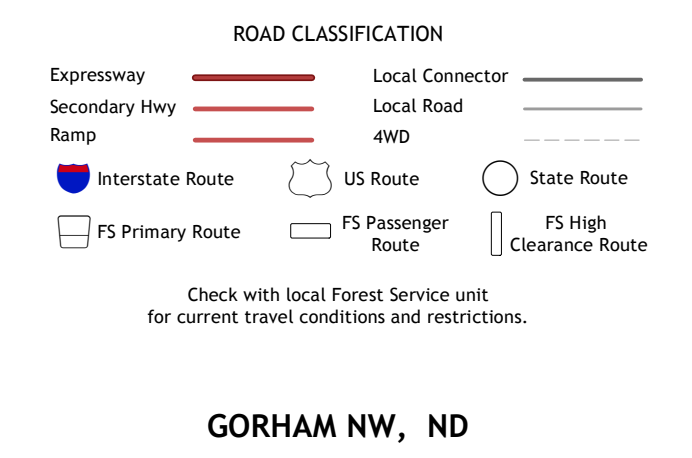 ROAD CLASSIFICATION
Expressway
Local Connector
Secondary Hwy
Local Road
Ramp
4WD
Interstate Route
US Route
State Route
FS Primary Route
FS Passenger
Route
FS High
Clearance Route
Check with local Forest Service unit
for current travel conditions and restrictions.
GORHAM NW, ND